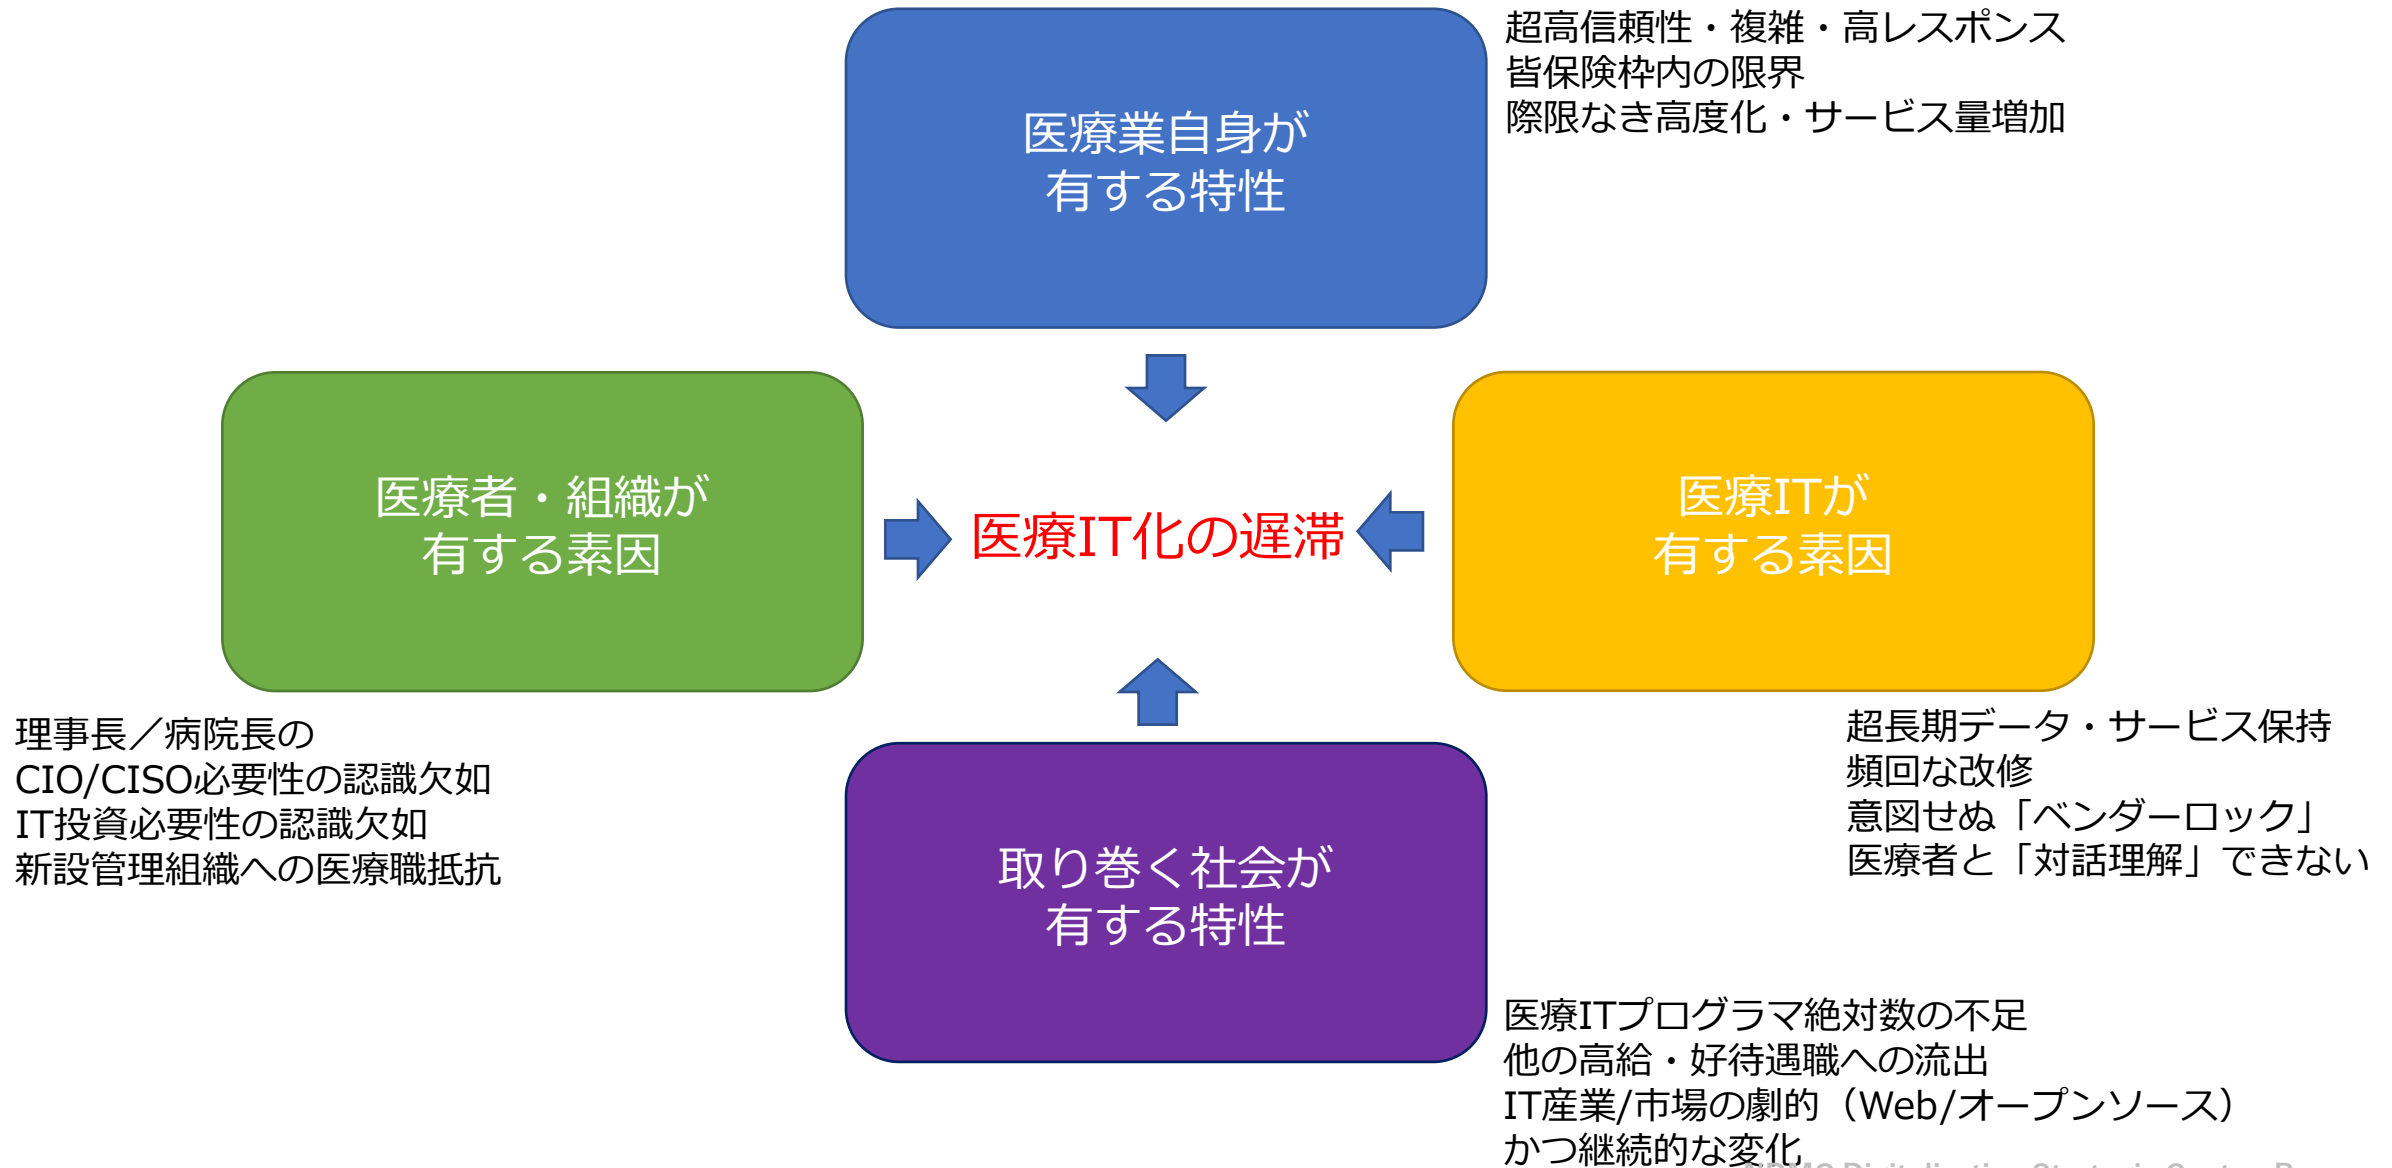 超高信頼性・複雑・高レスポンス
皆保険枠内の限界
際限なき高度化・サービス量増加
医療業自身が
有する特性
医療者・組織が
有する素因
医療IT化の遅滞
医療ITが
有する素因
理事長／病院長の
CIO/CISO必要性の認識欠如
IT投資必要性の認識欠如
新設管理組織への医療職抵抗
超長期データ・サービス保持
頻回な改修
意図せぬ「ベンダーロック」
医療者と「対話理解」できない
取り巻く社会が
有する特性
医療ITプログラマ絶対数の不足
他の高給・好待遇職への流出
IT産業/市場の劇的（Web/オープンソース）
かつ継続的な変化